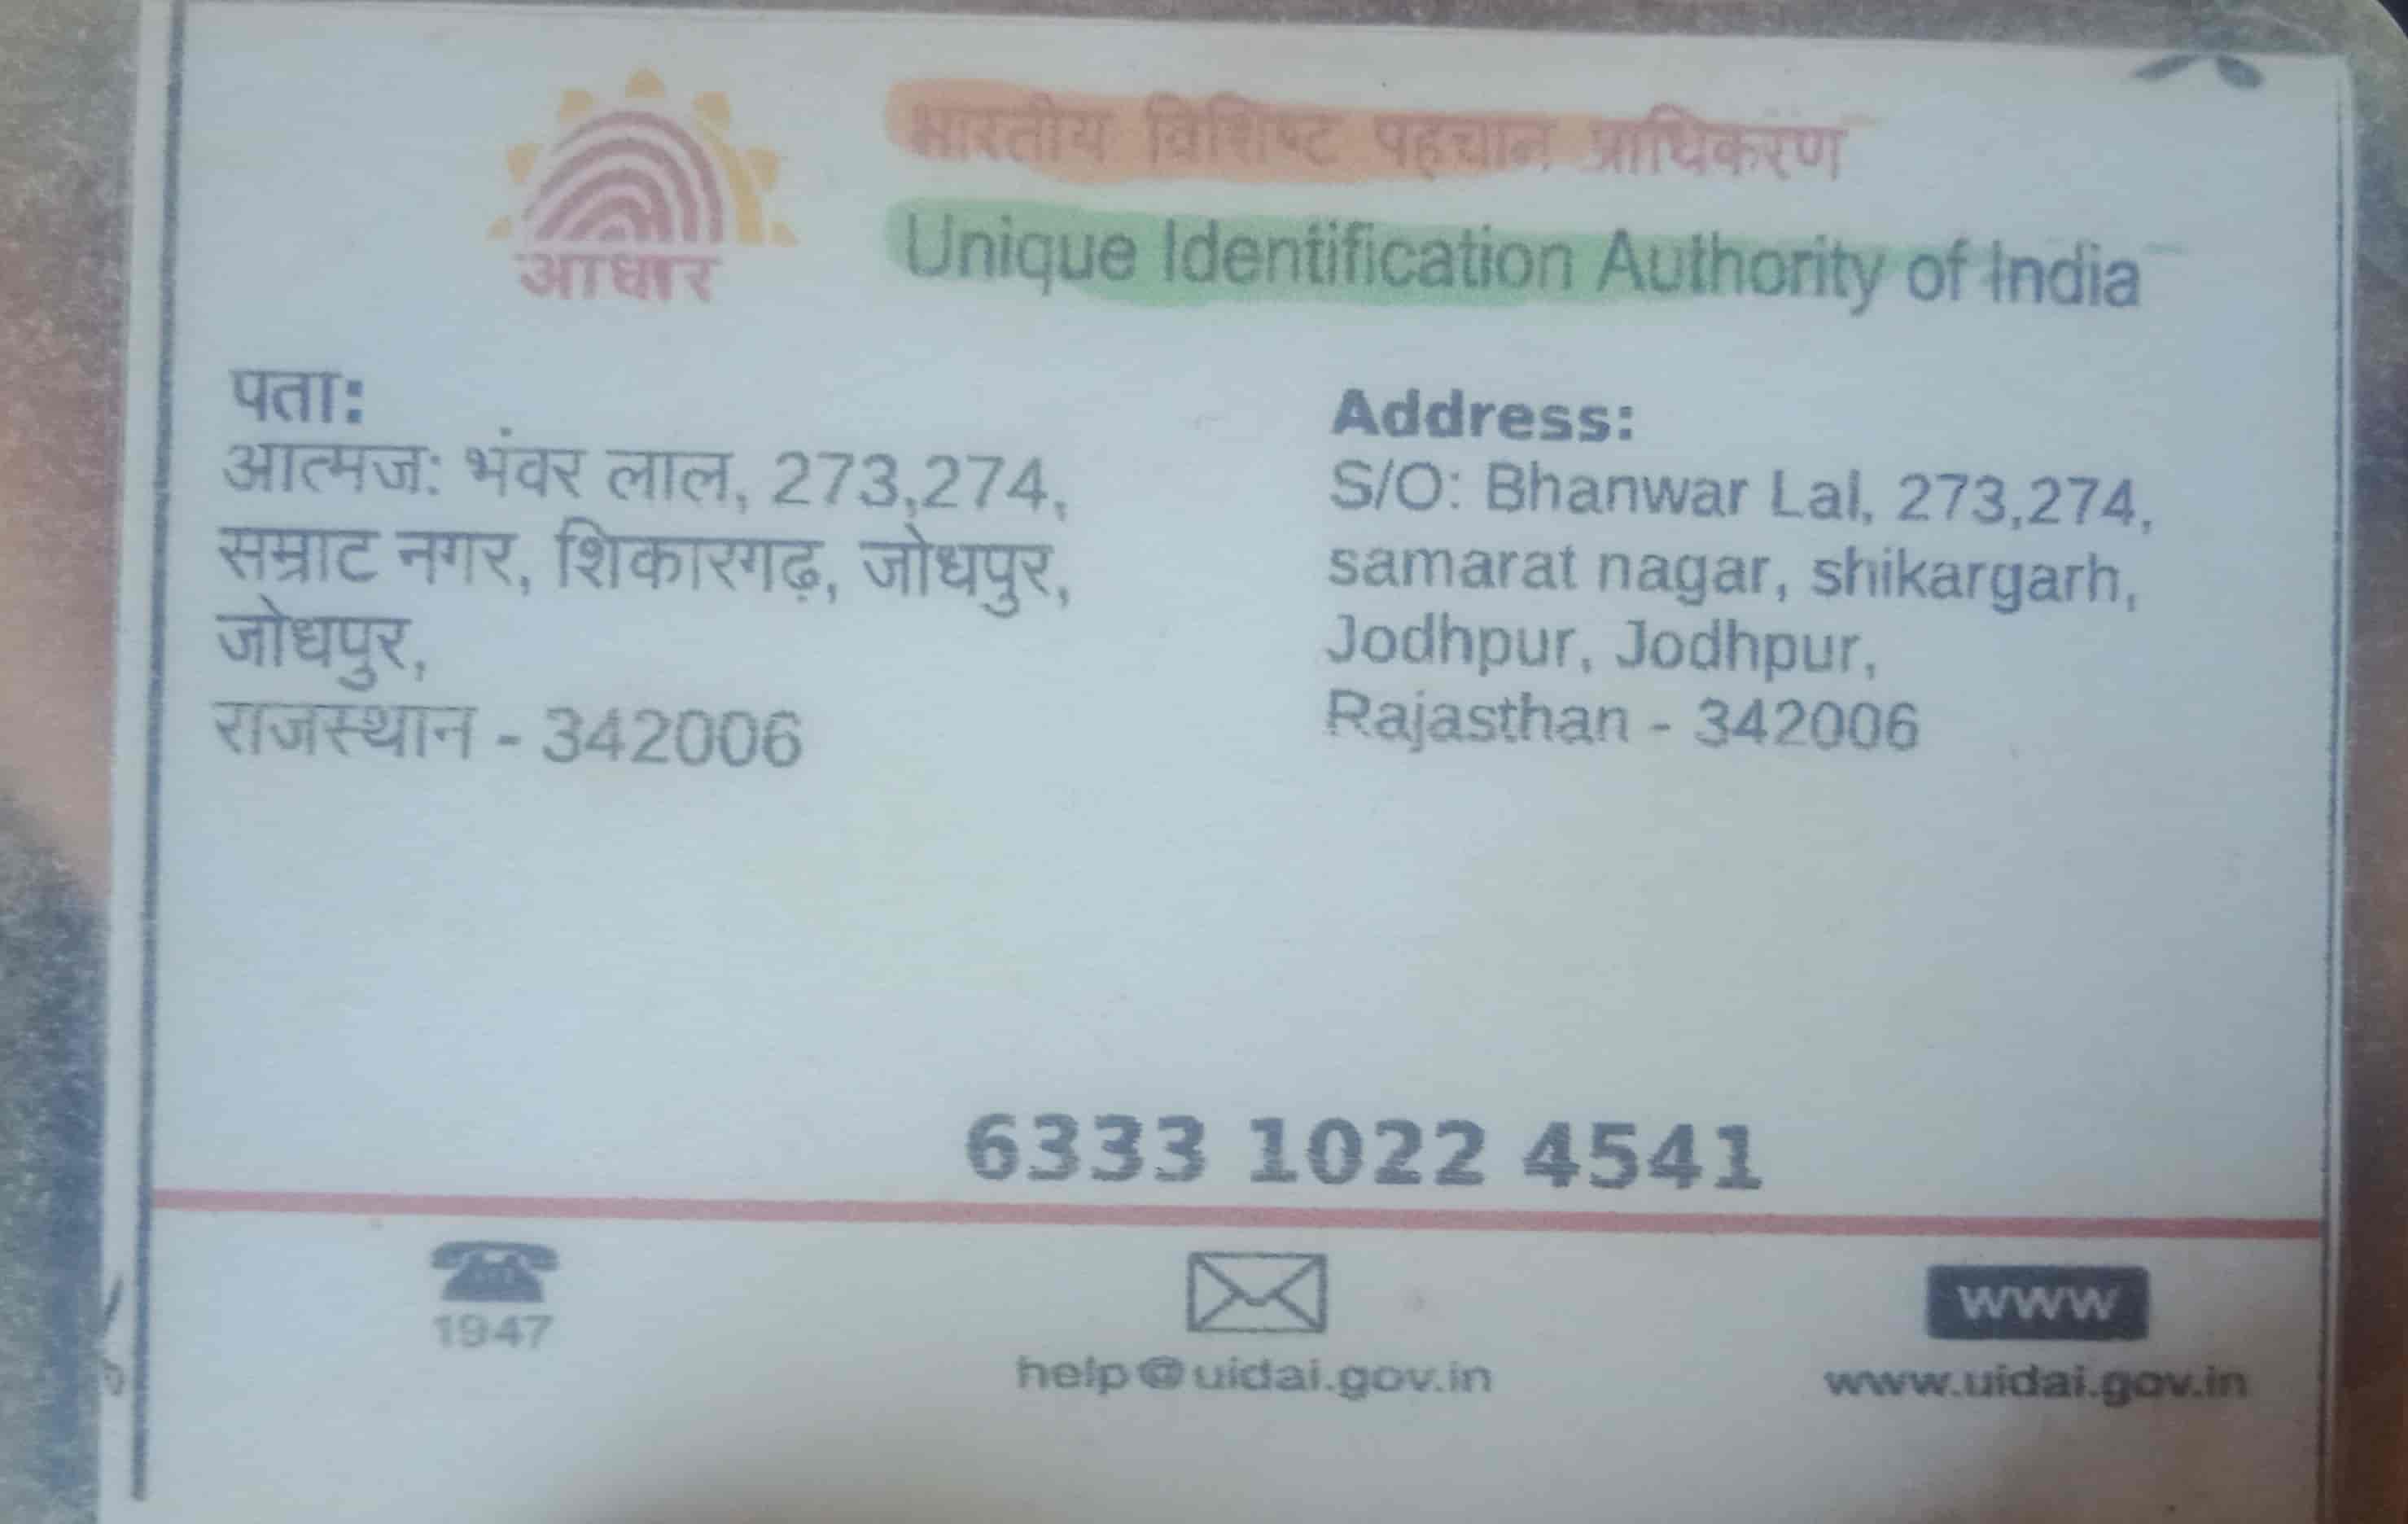 आधार
भारतीय विशिष्ट पहचान प्राधिकरण
Unique Identification Authority of India
पता:
आत्मज: भंवर लाल, 273,274,
सम्राट नगर, शिकारगढ़, जोधपुर,
जोधपुर,
राजस्थान - 342006
Address:
S/O: Bhanwar Lal, 273,274,
samarat nagar, shikargarh,
Jodhpur, Jodhpur,
Rajasthan - 342006
6333 1022 4541
1947
help@uidai.gov.in
www
www.uidai.gov.in